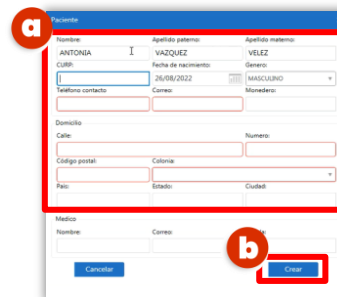 a
Paciente
Nombre: Apellido paterno: Apellido materno:
ANTONIA VAZQUEZ VELEZ
CURP: Fecha de nacimiento: Genero:
26/08/2022 MASCULINO
Teléfono contacto Correo: Monedero:
Domicilio
Calle: Numero:
Código postal: Colonia:
Pais: Estado: Ciudad:
Medico
Nombre: Correo:
b
Cancelar Crear